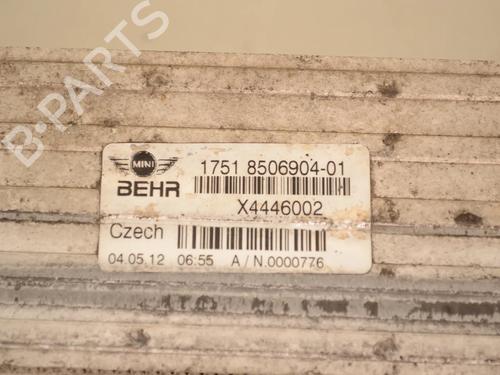 B-PARTS
MINI
BEHR
1751 8506904-01
X4446002
Czech
04.05.12 06:55 A/N.0000776